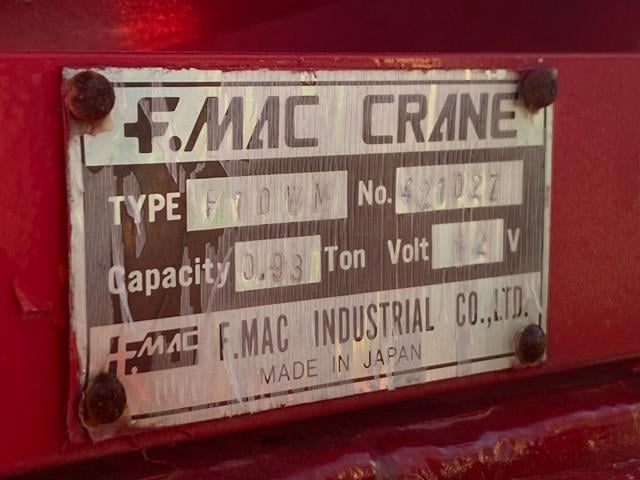 F.MAC CRANE
TYPE No.
Capacity 0.93 Ton Volt V
F.MAC F.MAC INDUSTRIAL CO.,LTD.
MADE IN JAPAN